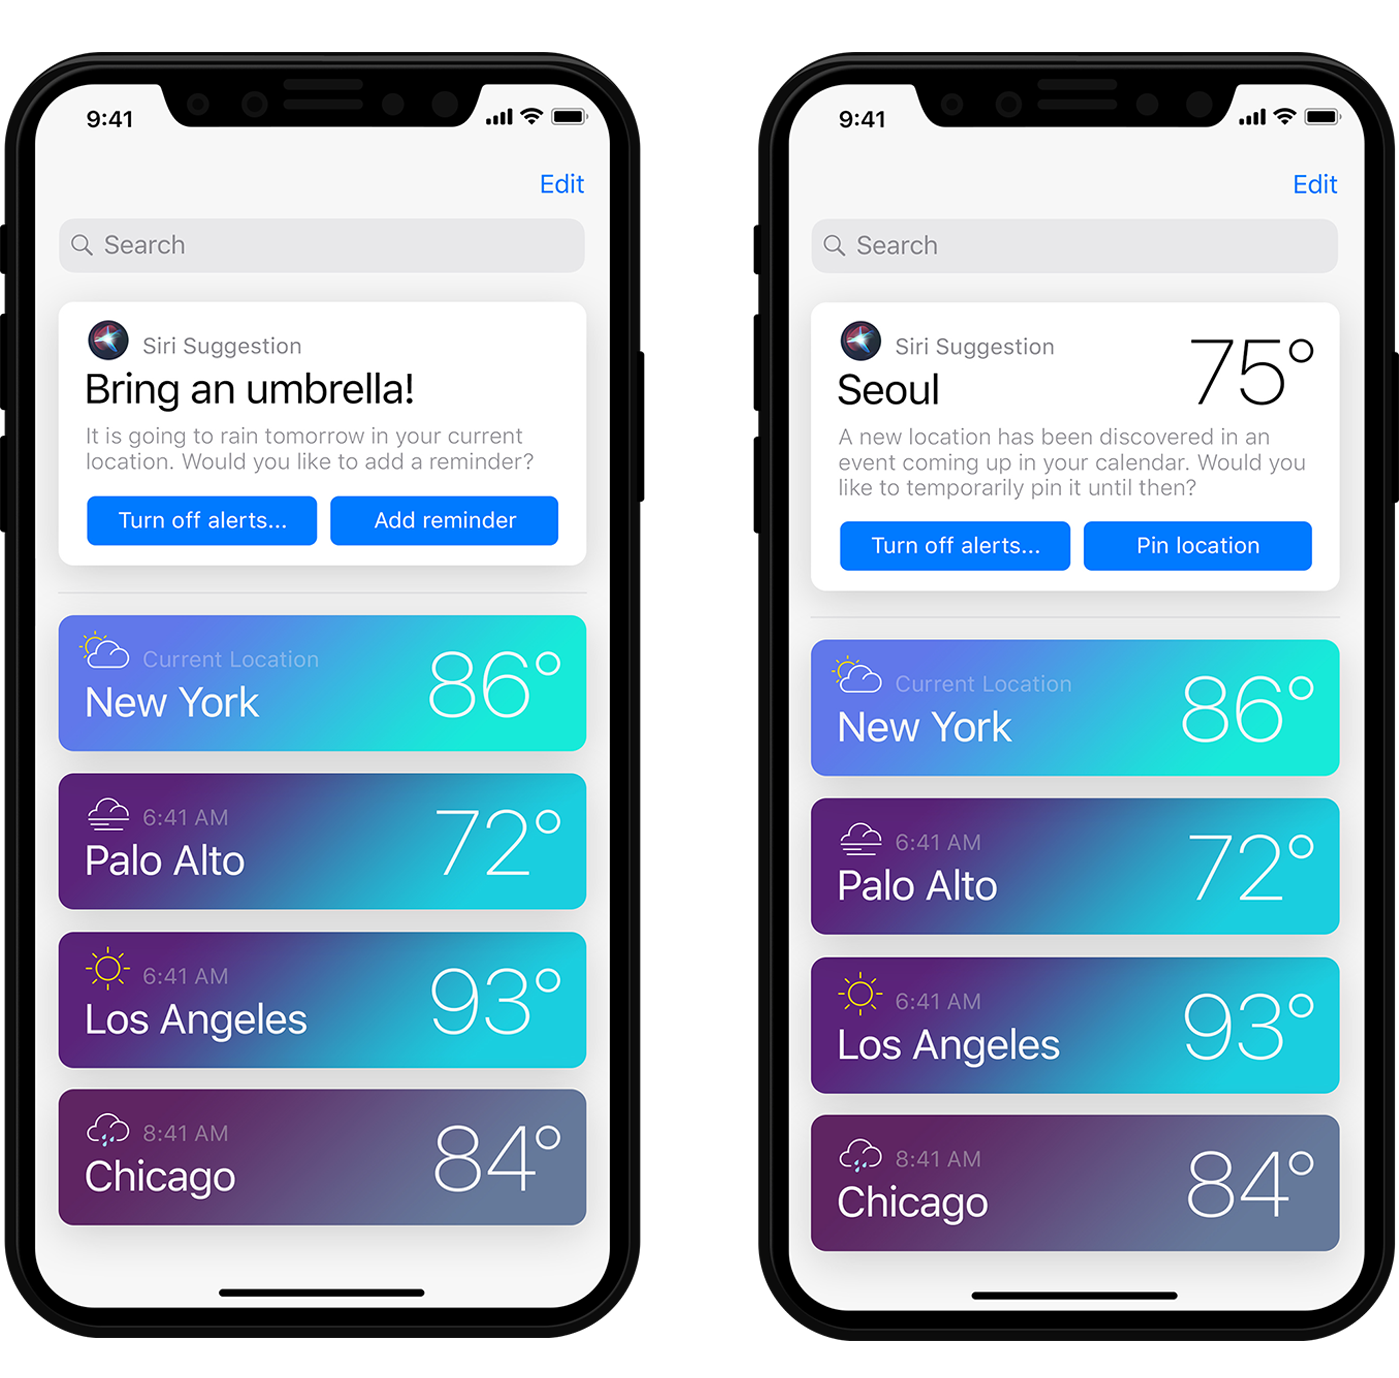 9:41
Edit
Search
Siri Suggestion
Bring an umbrella!
It is going to rain tomorrow in your current
location. Would you like to add a reminder?
Turn off alerts...
Add reminder
Current Location
New York
86°
6:41 AM
Palo Alto
72°
6:41 AM
Los Angeles
93°
8:41 AM
Chicago
84°
9:41
Edit
Search
Siri Suggestion
Seoul
75°
A new location has been discovered in an
event coming up in your calendar. Would you
like to temporarily pin it until then?
Turn off alerts...
Pin location
Current Location
New York
86°
6:41 AM
Palo Alto
72°
6:41 AM
Los Angeles
93°
8:41 AM
Chicago
84°